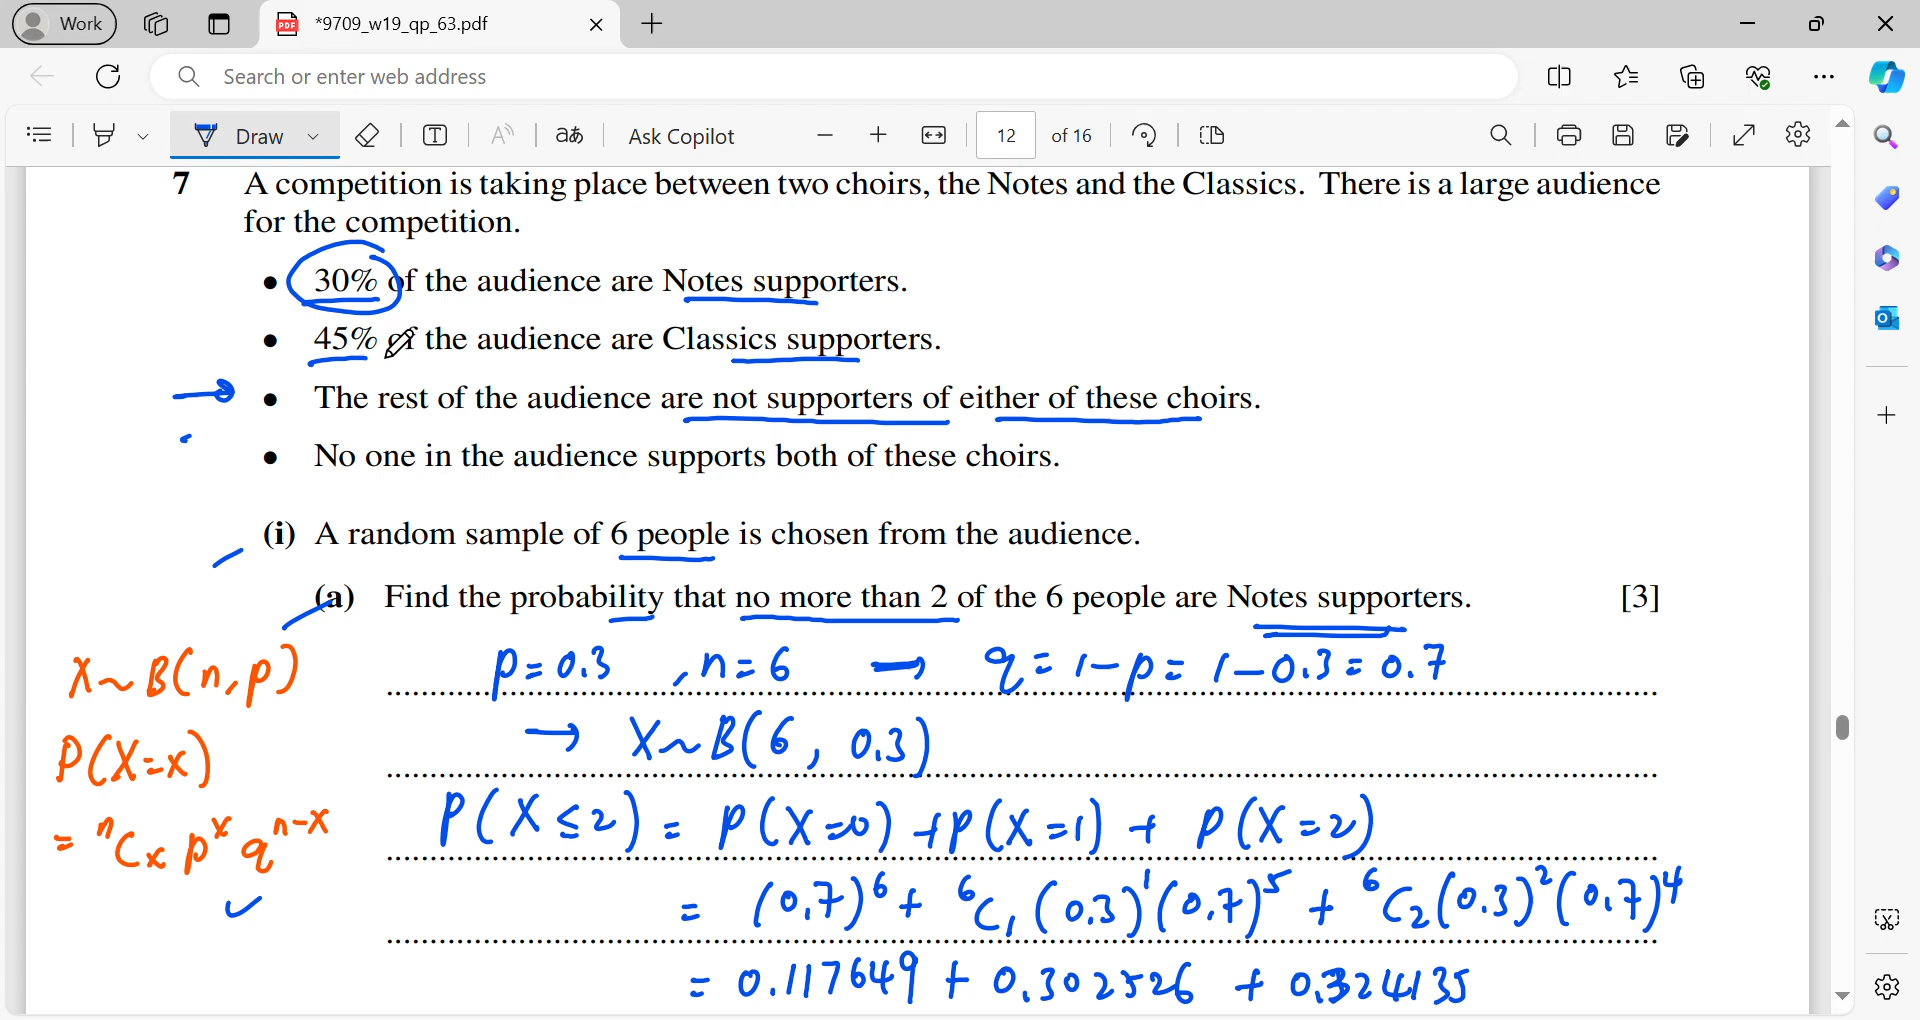 Work
*9709_w19_qp_63.pdf
Search or enter web address
Draw
T
A
aあ
Ask Copilot
12 of 16
7 A competition is taking place between two choirs, the Notes and the Classics. There is a large audience
for the competition.
• 30% of the audience are Notes supporters.
• 45% of the audience are Classics supporters.
• The rest of the audience are not supporters of either of these choirs.
• No one in the audience supports both of these choirs.
(i) A random sample of 6 people is chosen from the audience.
(a) Find the probability that no more than 2 of the 6 people are Notes supporters. [3]
X~B(n,p)
P(X=x)
= ⁿCₓ pˣ qⁿ⁻ˣ
p=0.3 , n=6 → q=1-p=1-0.3=0.7
→ X~B(6, 0.3)
P(X≤2) = P(X=0) + P(X=1) + P(X=2)
= (0.7)⁶ + ⁶C₁(0.3)¹(0.7)⁵ + ⁶C₂(0.3)²(0.7)⁴
= 0.117649 + 0.302526 + 0.324135